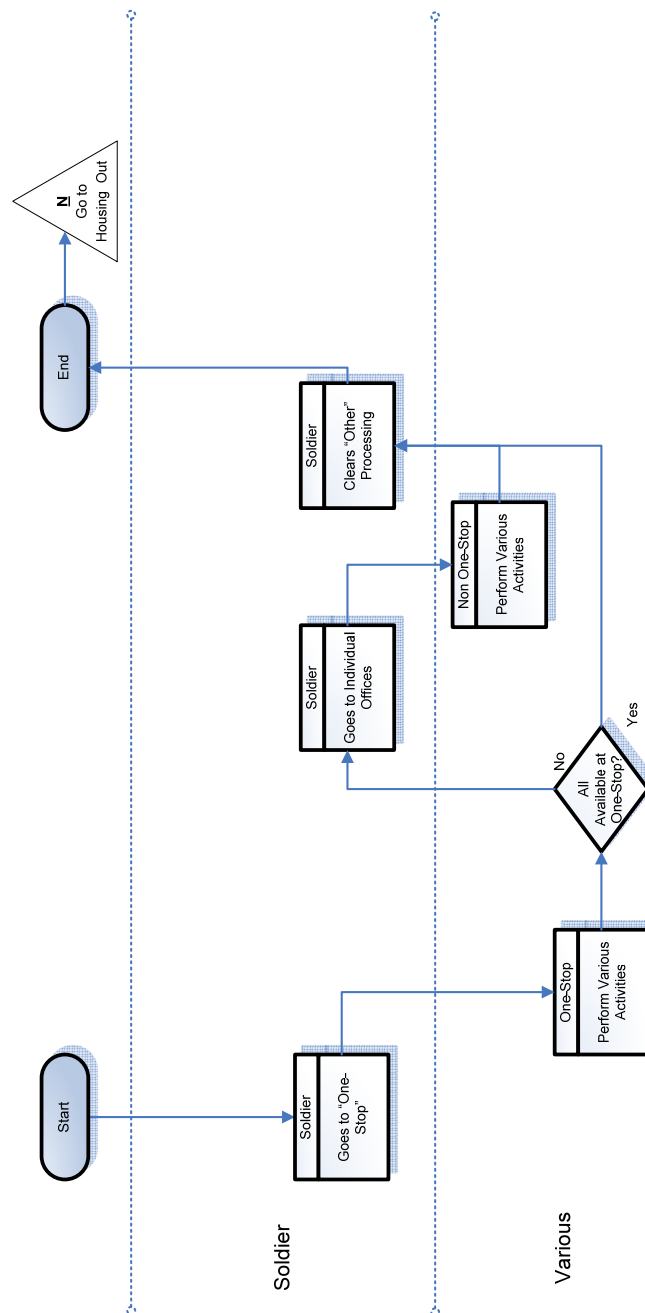 Start
End
N
Go to
Housing Out
Soldier
Soldier
Goes to “One-
Stop”
Soldier
Goes to Individual
Offices
Soldier
Clears “Other”
Processing
Various
One-Stop
Perform Various
Activities
All
Available at
One-Stop?
No
Yes
Non One-Stop
Perform Various
Activities